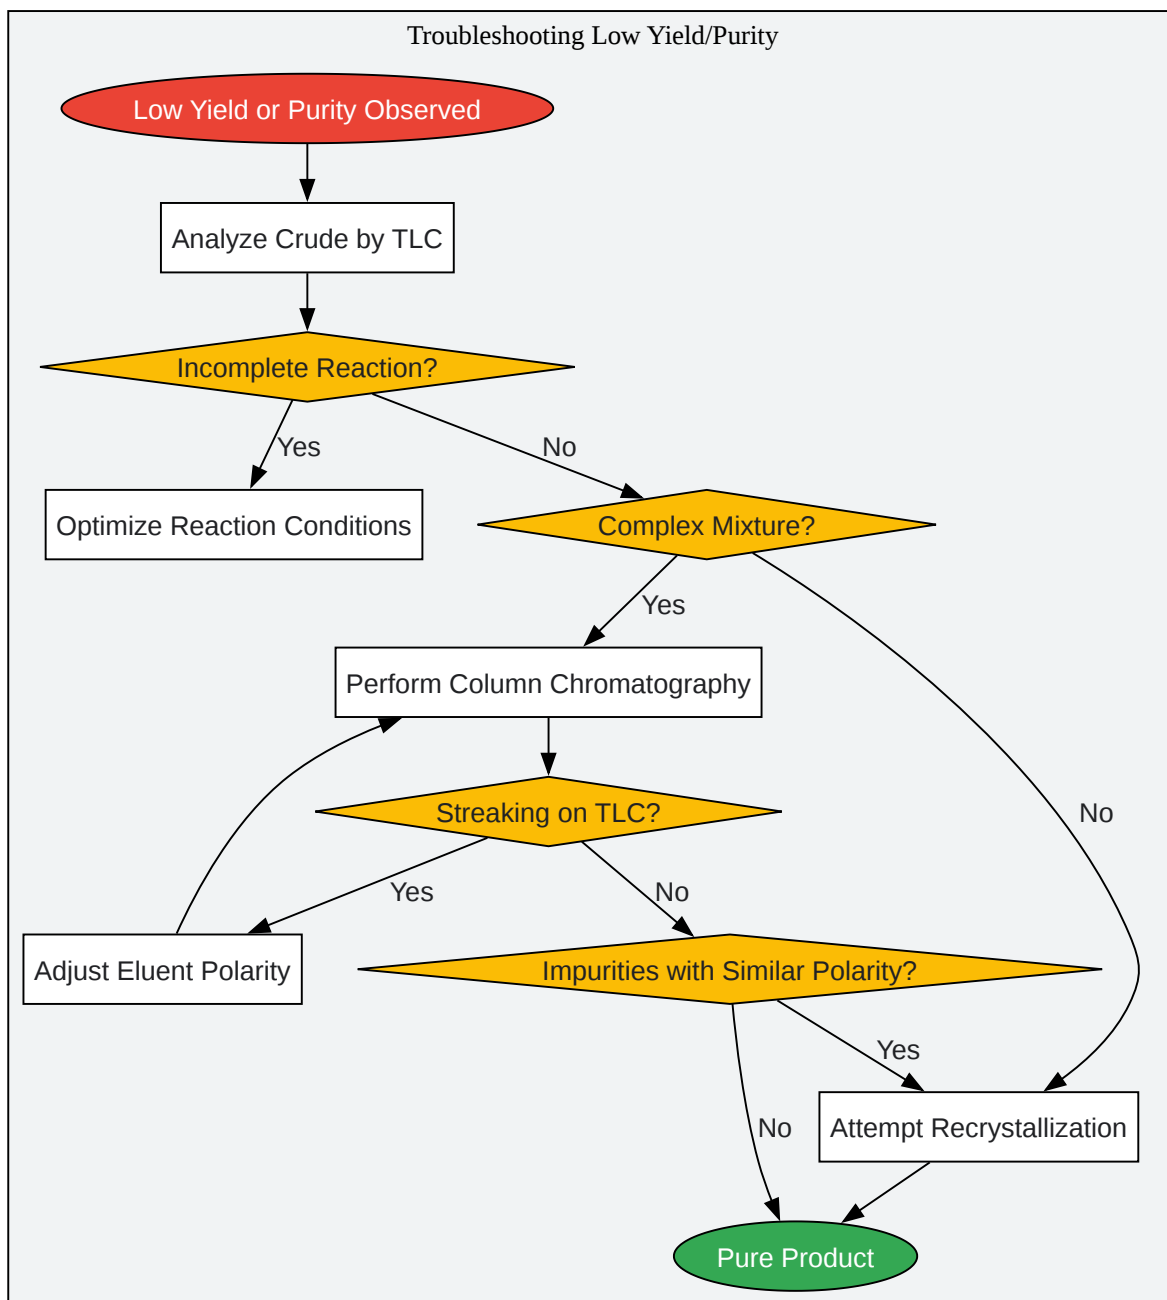 Troubleshooting Low Yield/Purity
Low Yield or Purity Observed
Analyze Crude by TLC
Incomplete Reaction?
Yes
No
Optimize Reaction Conditions
Complex Mixture?
Yes
Perform Column Chromatography
Streaking on TLC?
No
Yes
No
Adjust Eluent Polarity
Impurities with Similar Polarity?
Yes
No
Attempt Recrystallization
Pure Product